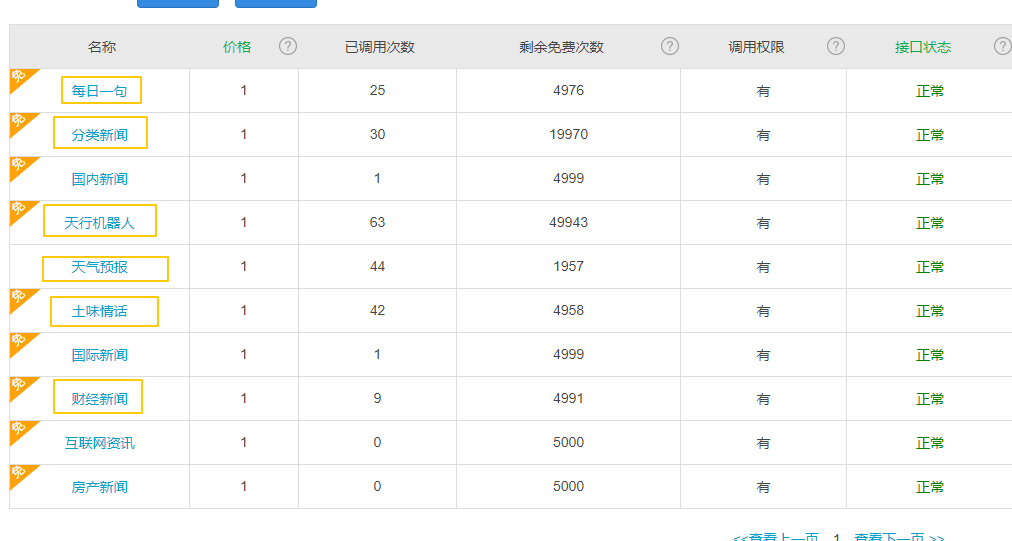 名称 价格 ? 已调用次数 剩余免费次数 ? 调用权限 ? 接口状态 ?
免 每日一句 1 25 4976 有 正常
免 分类新闻 1 30 19970 有 正常
免 国内新闻 1 1 4999 有 正常
免 天行机器人 1 63 49943 有 正常
天气预报 1 44 1957 有 正常
免 土味情话 1 42 4958 有 正常
免 国际新闻 1 1 4999 有 正常
免 财经新闻 1 9 4991 有 正常
免 互联网资讯 1 0 5000 有 正常
免 房产新闻 1 0 5000 有 正常
<<查看上一页 1 查看下一页 >>